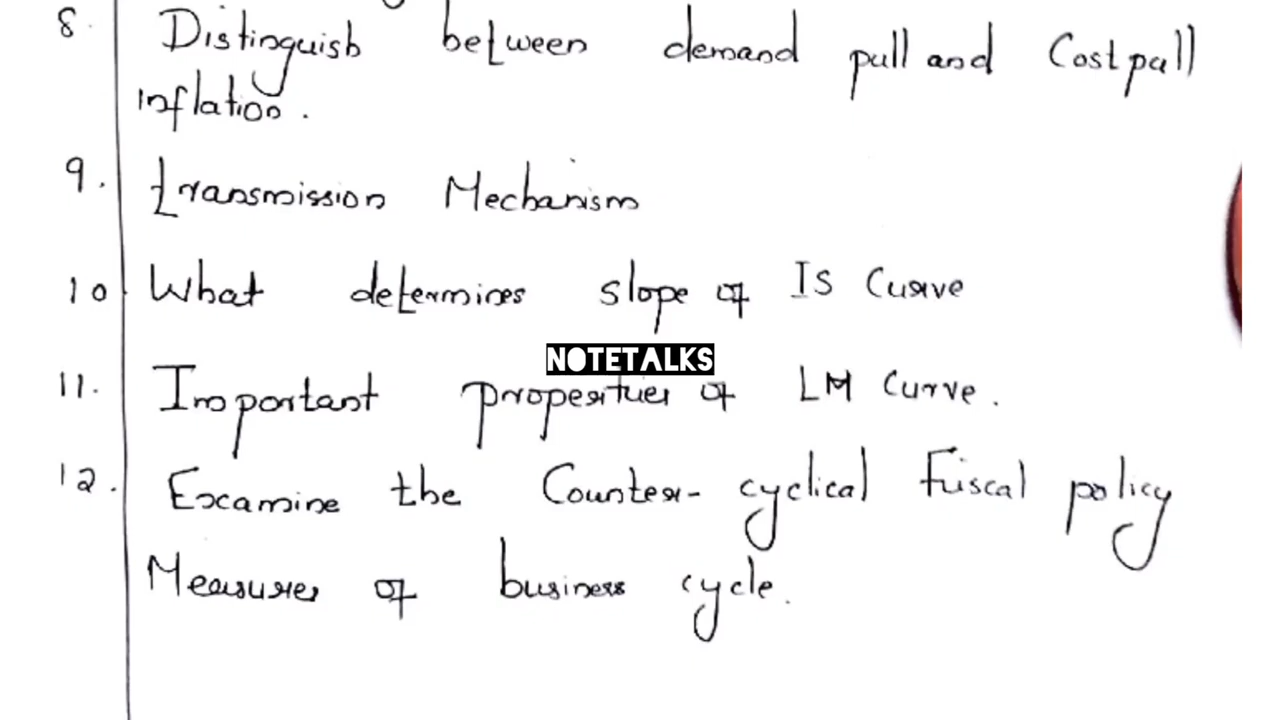 8. Distinguish between demand pull and Cost pull
inflation.
9. transmission Mechanism
10 What determines slope of IS Curve
NOTETALKS
11. Important properties of LM Curve.
12. Examine the Counter-cyclical Fiscal policy
Measures of business cycle.